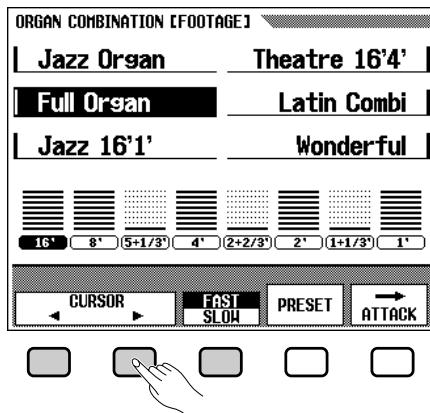 ORGAN COMBINATION [FOOTAGE]
Jazz Organ
Theatre 16'4'
Full Organ
Latin Combi
Jazz 16'1'
Wonderful
16' 8' (5+1/3') 4' (2+2/3') 2' (1+1/3') 1'
CURSOR
FAST
SLOW
PRESET
ATTACK